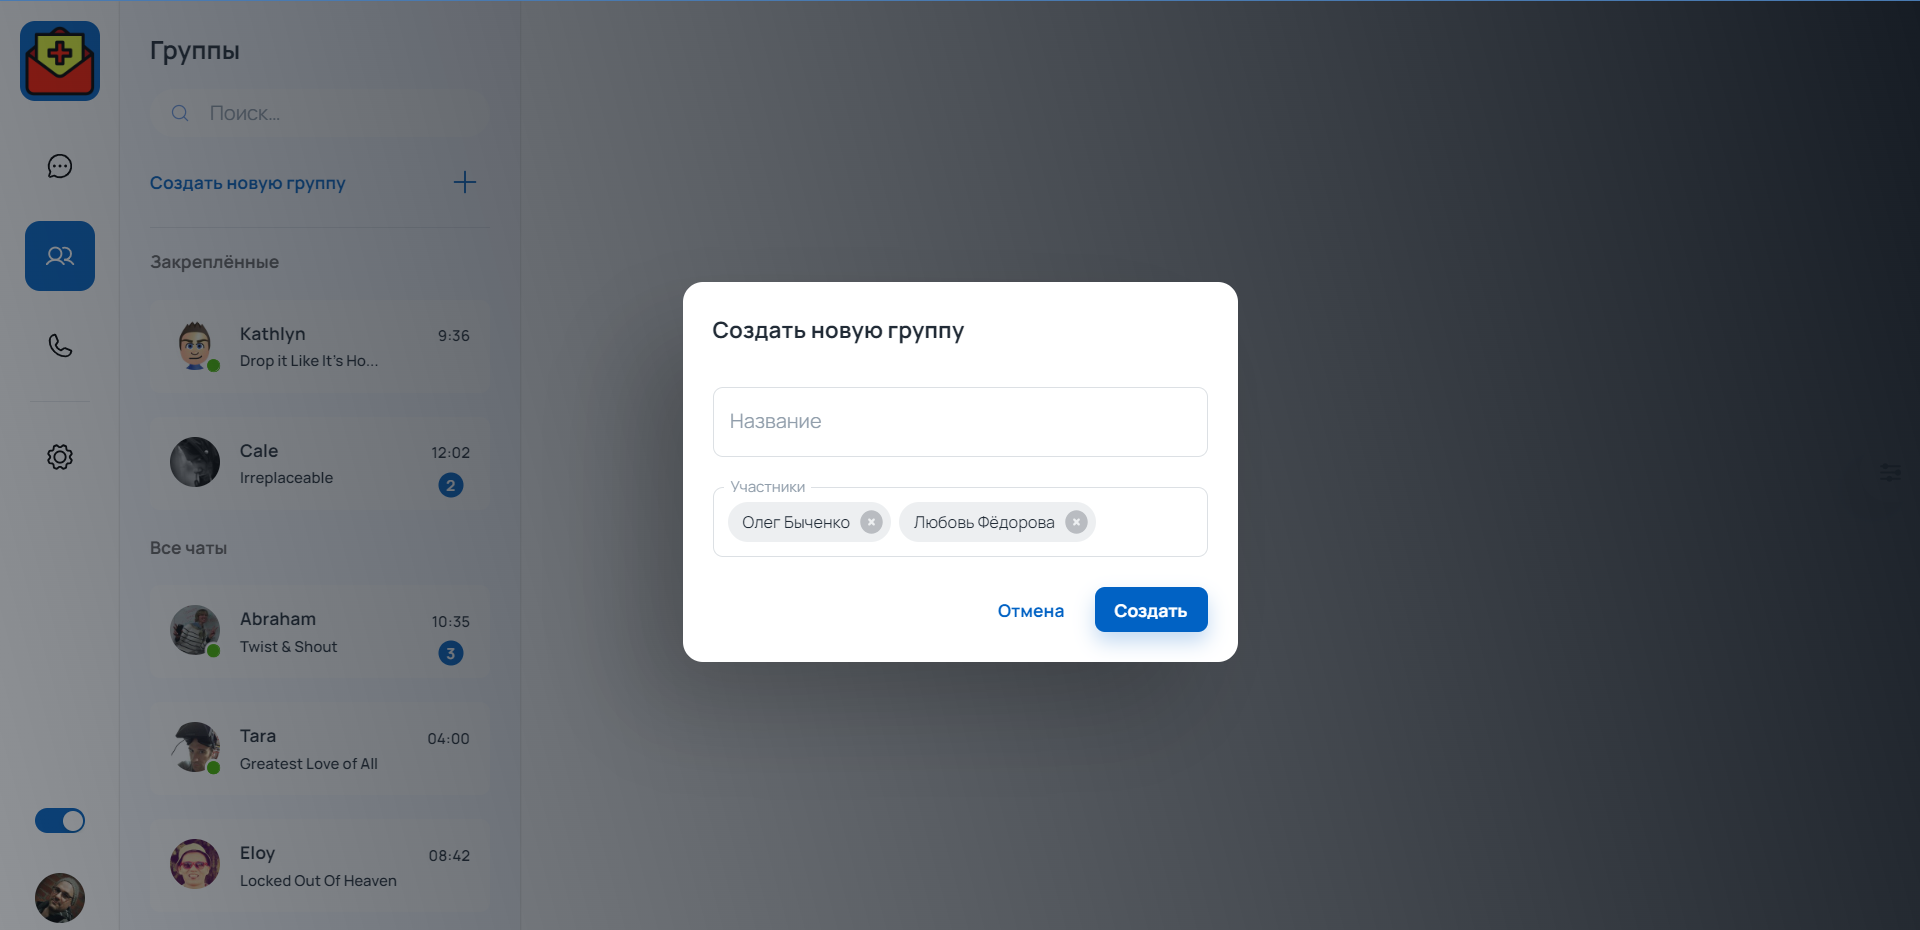 Группы
Поиск...
Создать новую группу
Закреплённые
Kathlyn
9:36
Drop it Like It's Ho...
Cale
12:02
Irreplaceable
2
Все чаты
Abraham
10:35
Twist & Shout
3
Tara
04:00
Greatest Love of All
Eloy
08:42
Locked Out Of Heaven
Создать новую группу
Название
Участники
Олег Быченко
Любовь Фёдорова
Отмена
Создать